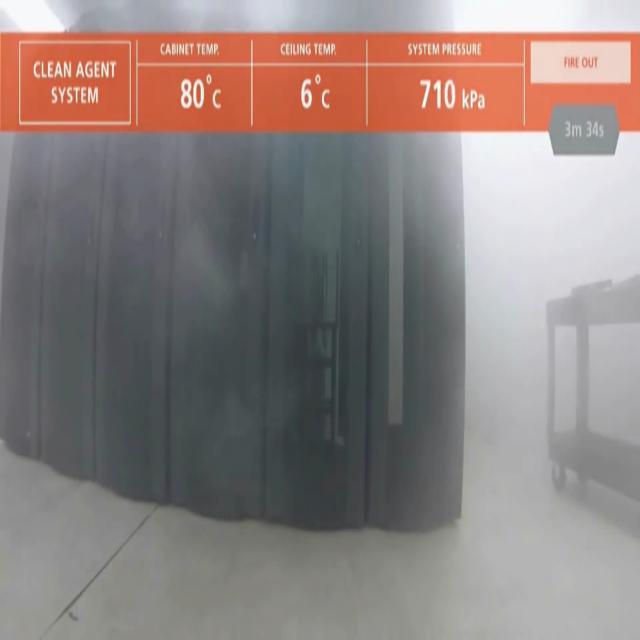 CLEAN AGENT
SYSTEM
CABINET TEMP.
80°C
CEILING TEMP.
6°C
SYSTEM PRESSURE
710 kPa
FIRE OUT
3m 34s